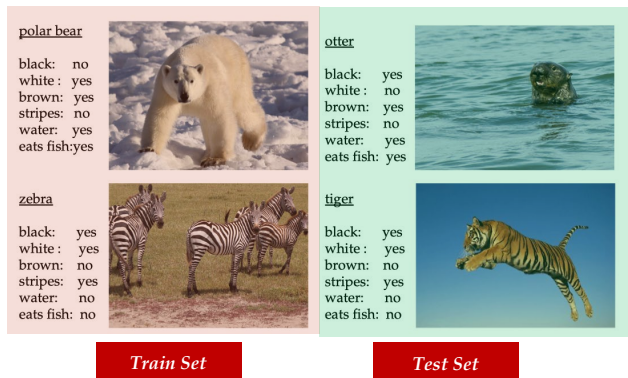 polar bear
black: no
white : yes
brown: yes
stripes: no
water: yes
eats fish:yes
zebra
black: yes
white : yes
brown: no
stripes: yes
water: no
eats fish: no
Train Set
otter
black: yes
white : no
brown: yes
stripes: no
water: yes
eats fish: yes
tiger
black: yes
white : yes
brown: no
stripes: yes
water: no
eats fish: no
Test Set